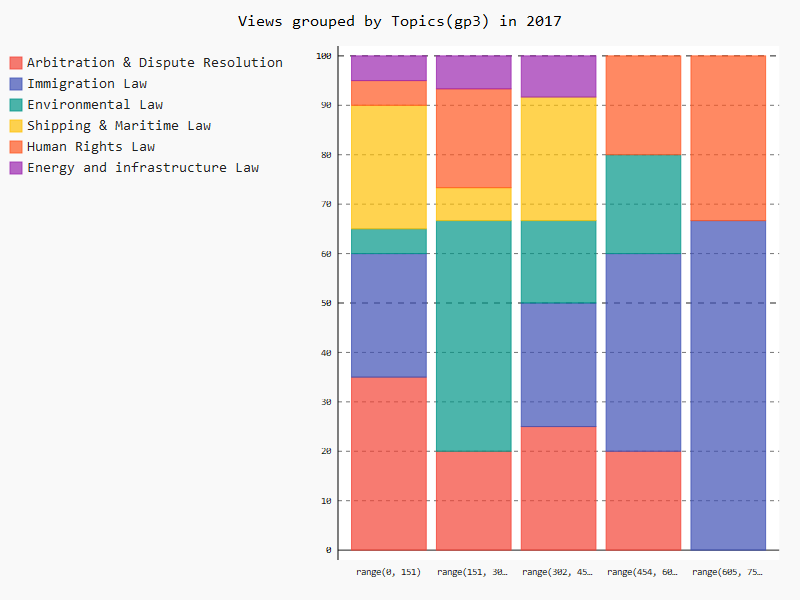 Views grouped by Topics(gp3) in 2017
Arbitration & Dispute Resolution
Immigration Law
Environmental Law
Shipping & Maritime Law
Human Rights Law
Energy and infrastructure Law
100
90
80
70
60
50
40
30
20
10
0
range(0, 151)
range(151, 30…
range(302, 45…
range(454, 60…
range(605, 75…